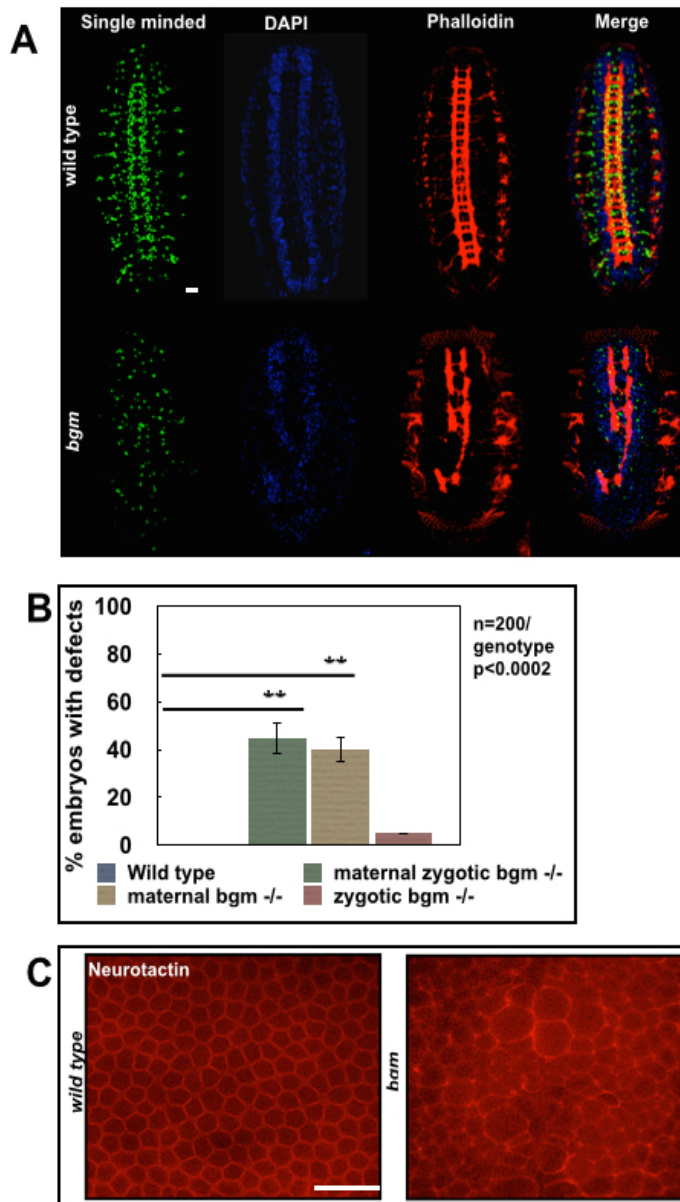 Single minded DAPI Phalloidin Merge
A
wild type
bgm
B
% embryos with defects
100
80
60
40
20
0
**
**
n=200/
genotype
p<0.0002
Wild type maternal zygotic bgm -/-
maternal bgm -/- zygotic bgm -/-
C
Neurotactin
wild type
bgm